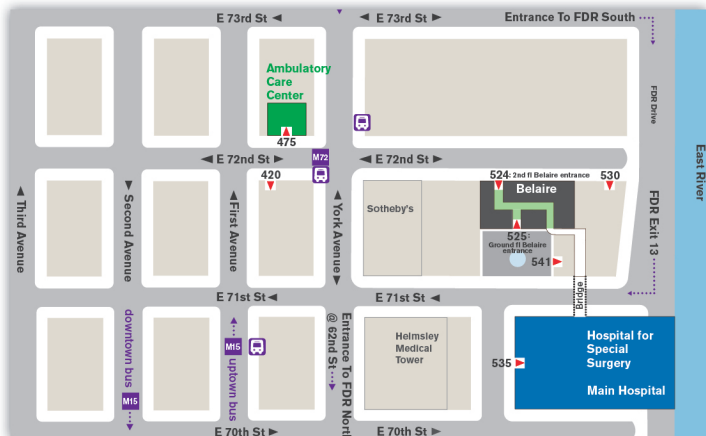 E 73rd St
E 73rd St
Entrance To FDR South
Ambulatory
Care
Center
475
FDR Drive
East River
M72
E 72nd St
E 72nd St
420
524: 2nd fl Belaire entrance
530
Belaire
Sotheby's
525:
Ground fl Belaire
entrance
541
Third Avenue
Second Avenue
First Avenue
York Avenue
FDR Exit 13
E 71st St
E 71st St
Bridge
downtown bus
M15
M15
uptown bus
Entrance To FDR North
@ 62nd St
Helmsley
Medical
Tower
535
Hospital for
Special
Surgery
Main Hospital
E 70th St
E 70th St